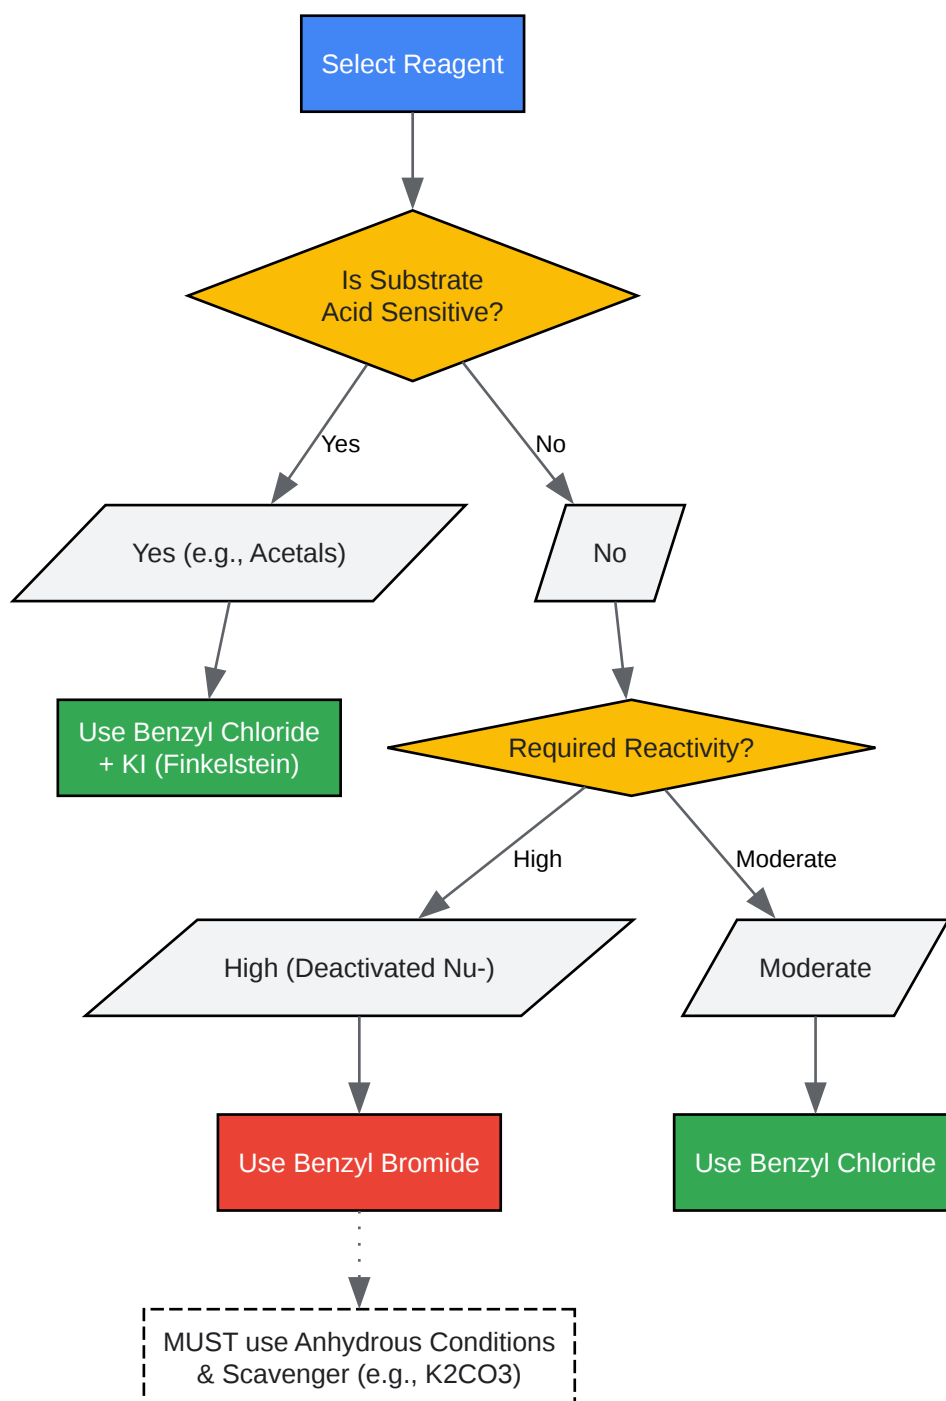 Select Reagent
Is Substrate
Acid Sensitive?
Yes
No
Yes (e.g., Acetals)
No
Use Benzyl Chloride
+ KI (Finkelstein)
Required Reactivity?
High
Moderate
High (Deactivated Nu-)
Moderate
Use Benzyl Bromide
Use Benzyl Chloride
MUST use Anhydrous Conditions
& Scavenger (e.g., K2CO3)